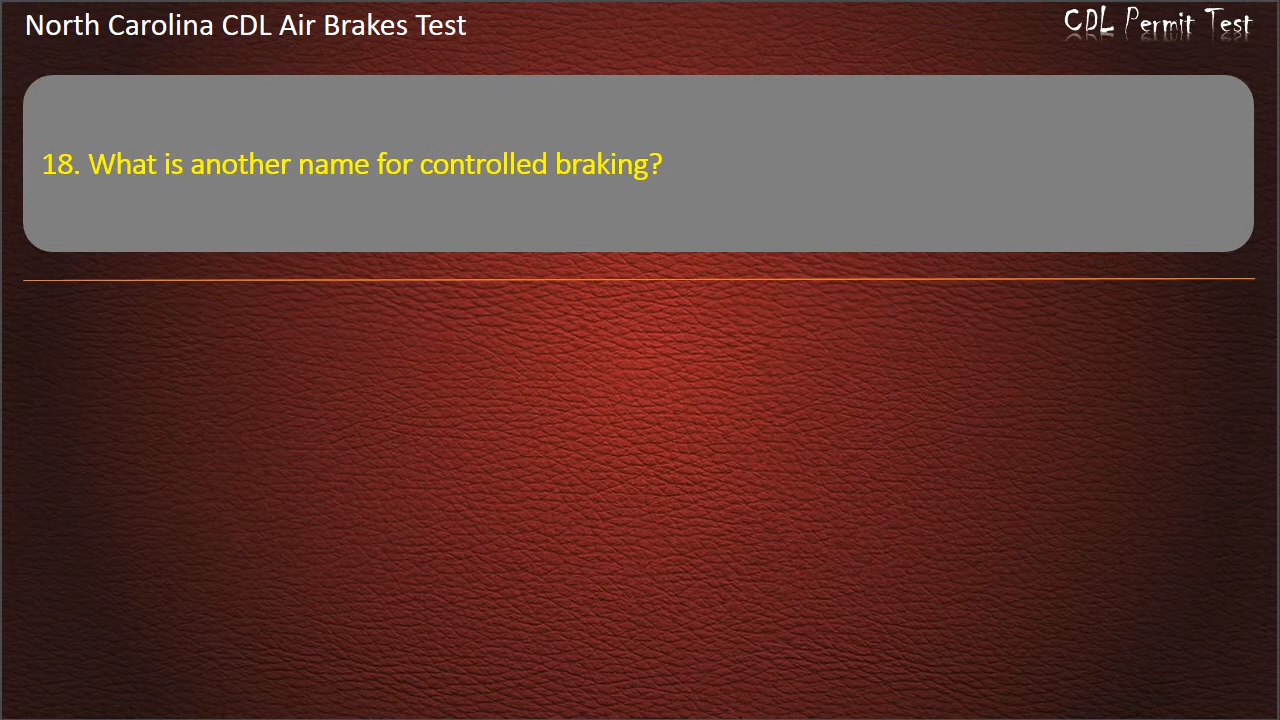 North Carolina CDL Air Brakes Test
CDL Permit Test
18. What is another name for controlled braking?